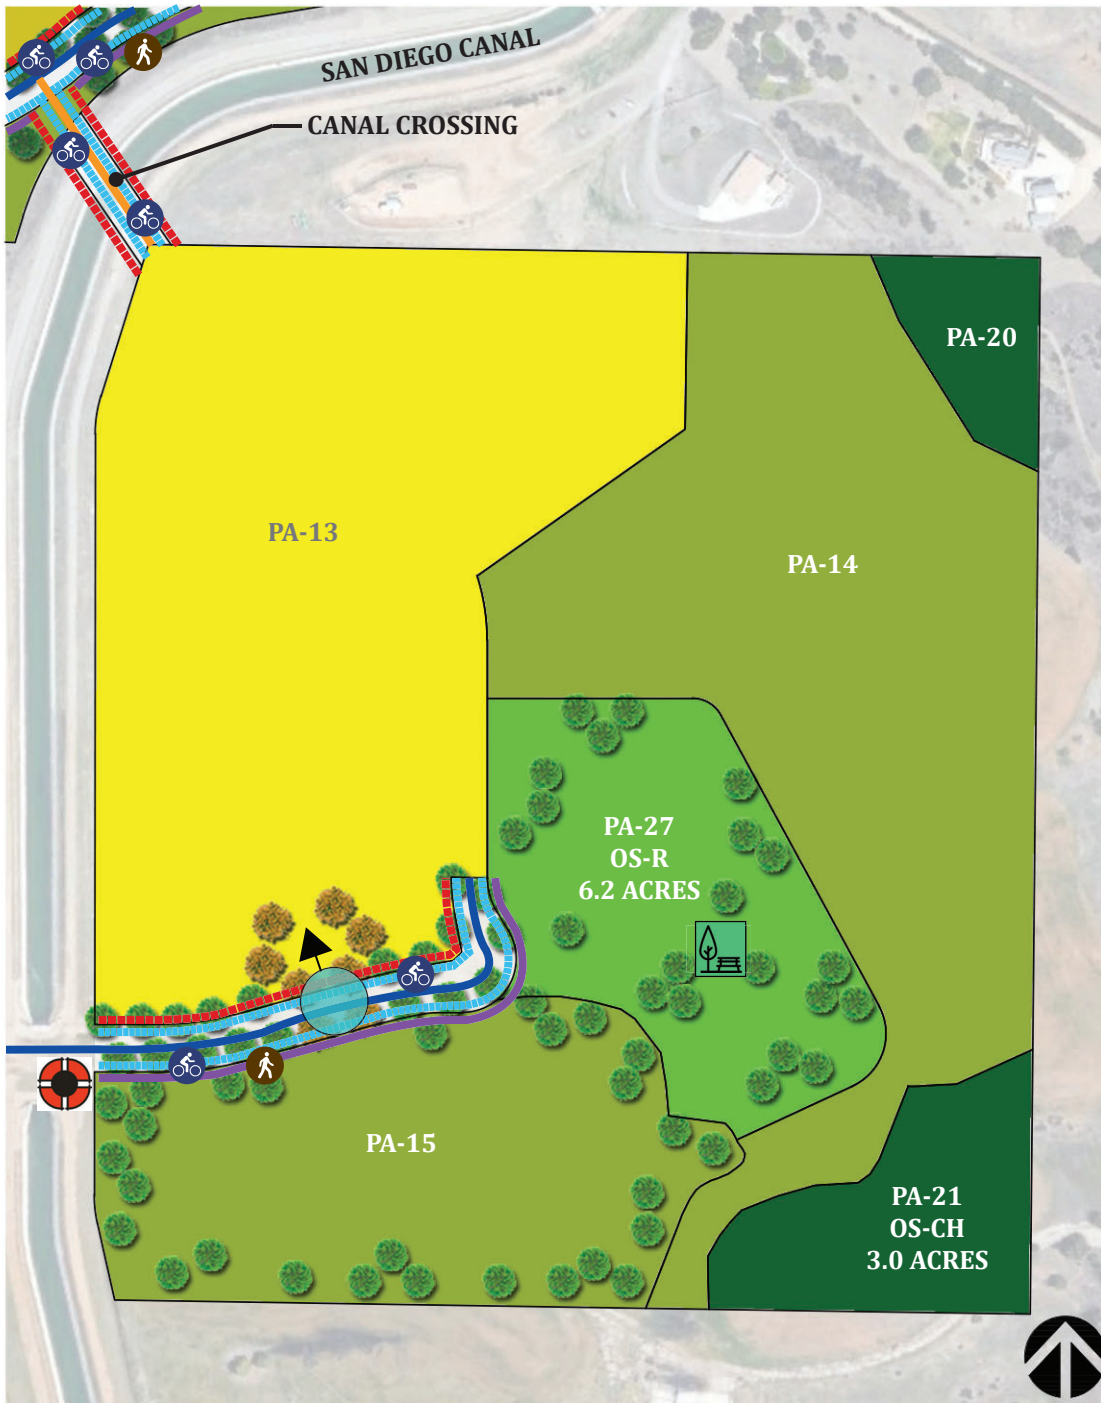 SAN DIEGO CANAL
CANAL CROSSING
PA-20
PA-13
PA-14
PA-27
OS-R
6.2 ACRES
PA-15
PA-21
OS-CH
3.0 ACRES